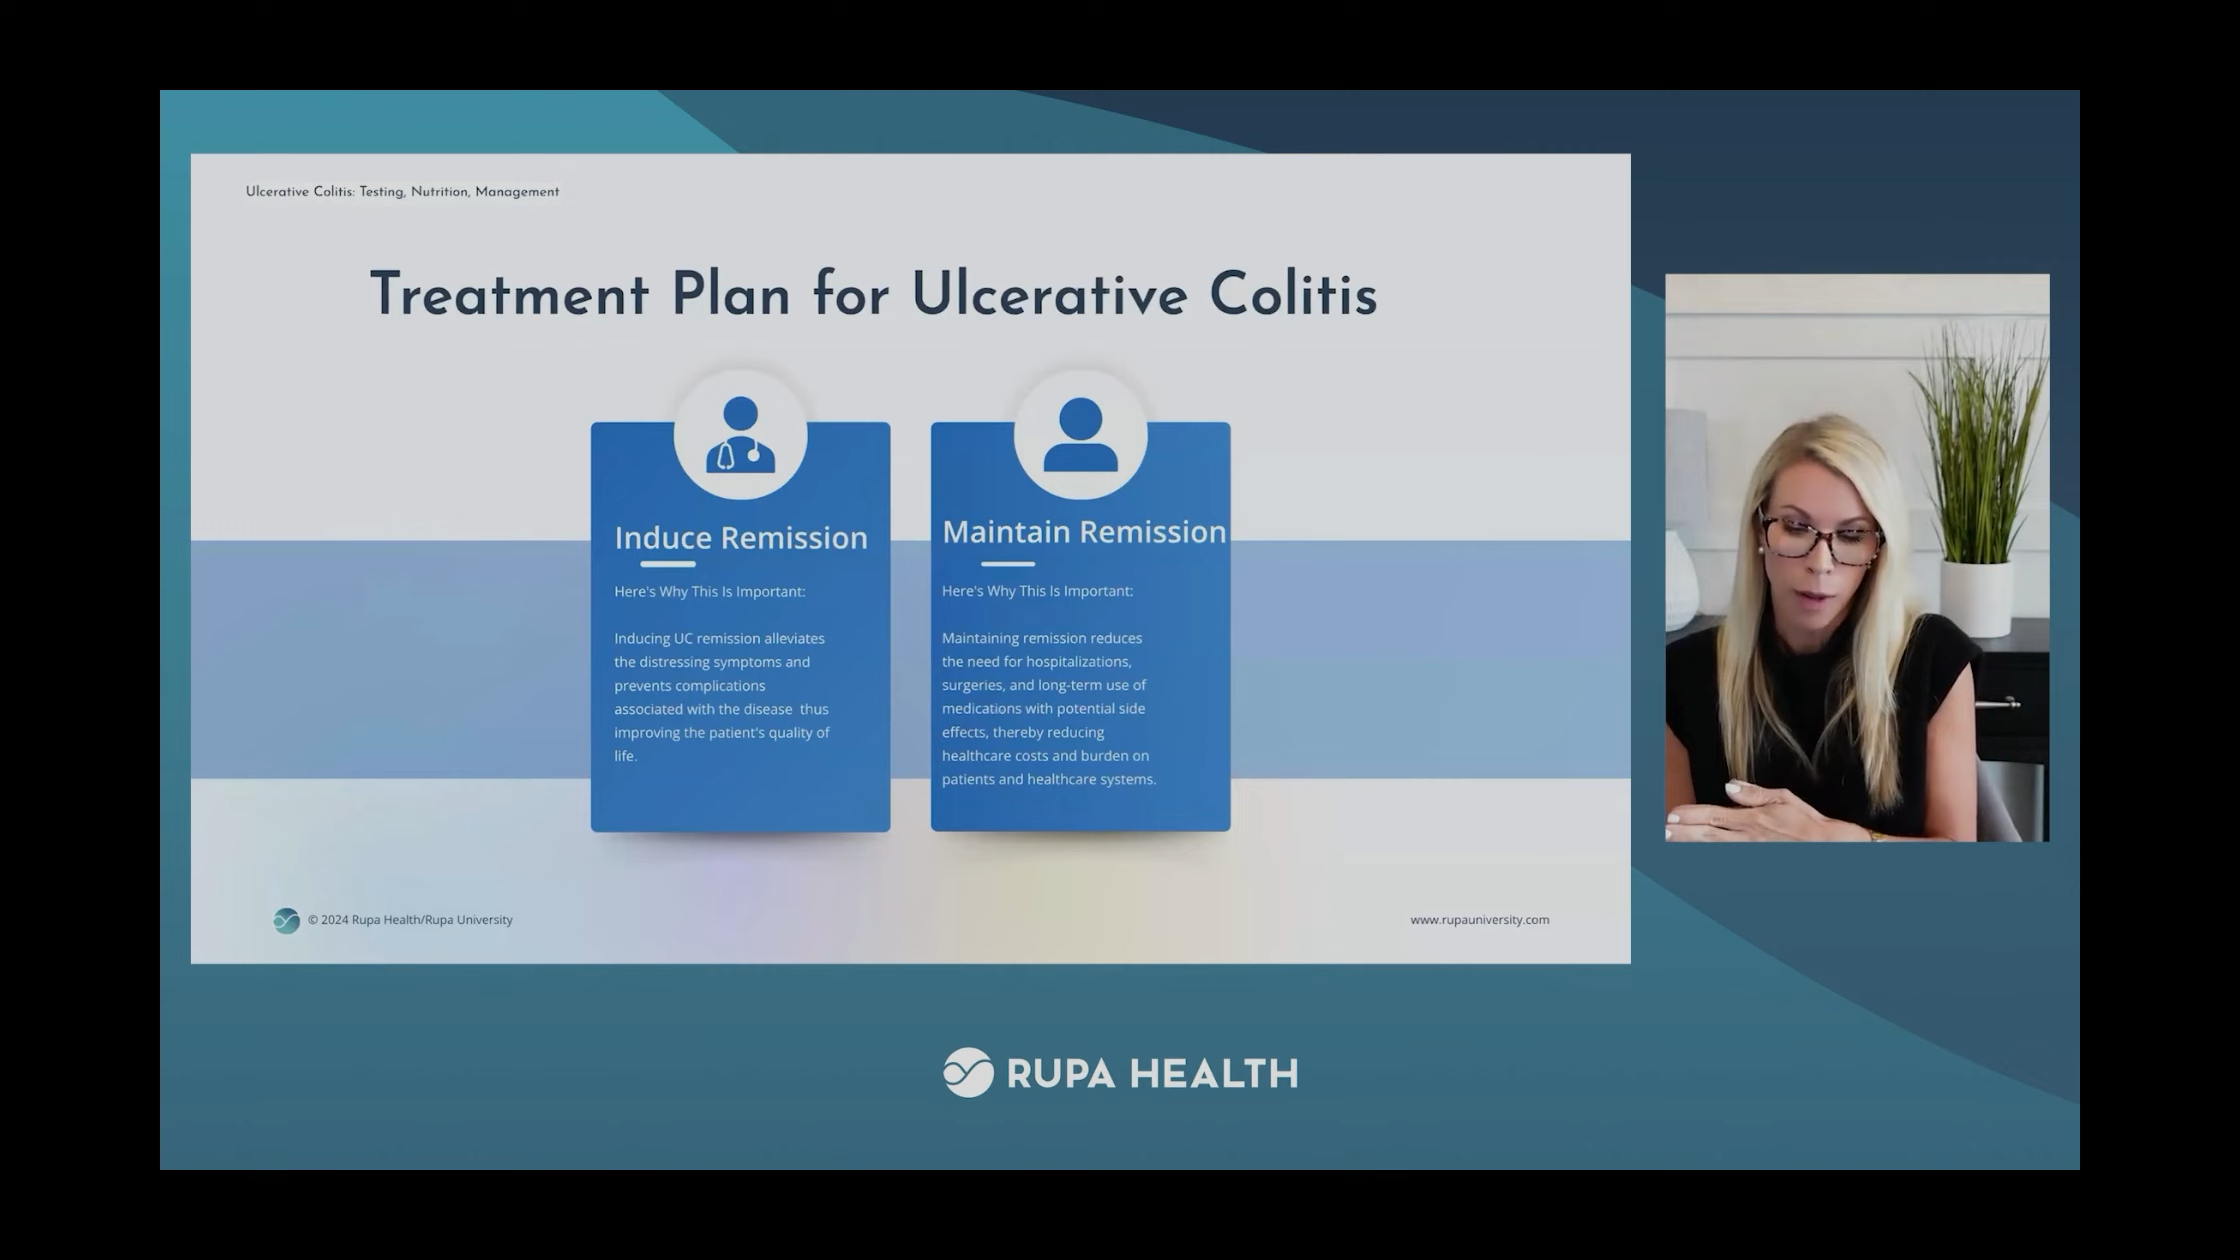 Ulcerative Colitis: Testing, Nutrition, Management
Treatment Plan for Ulcerative Colitis
Induce Remission
Here's Why This Is Important:
Inducing UC remission alleviates
the distressing symptoms and
prevents complications
associated with the disease  thus
improving the patient's quality of
life.
Maintain Remission
Here's Why This Is Important:
Maintaining remission reduces
the need for hospitalizations,
surgeries, and long-term use of
medications with potential side
effects, thereby reducing
healthcare costs and burden on
patients and healthcare systems.
© 2024 Rupa Health/Rupa University
www.rupauniversity.com
RUPA HEALTH